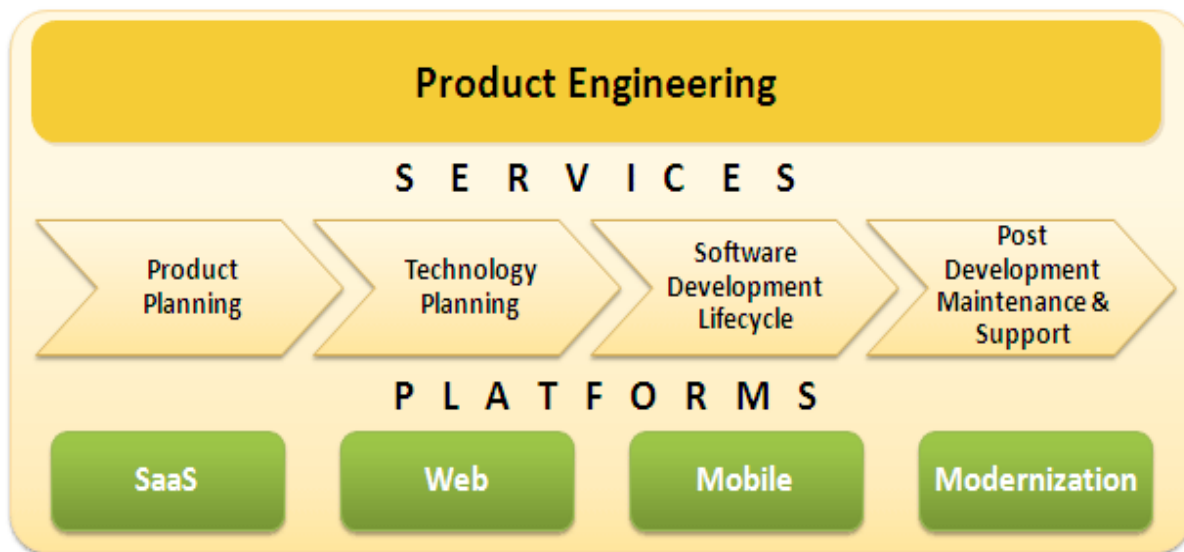 Product Engineering
S E R V I C E S
Product
Planning
Technology
Planning
Software
Development
Lifecycle
Post
Development
Maintenance &
Support
P L A T F O R M S
SaaS
Web
Mobile
Modernization